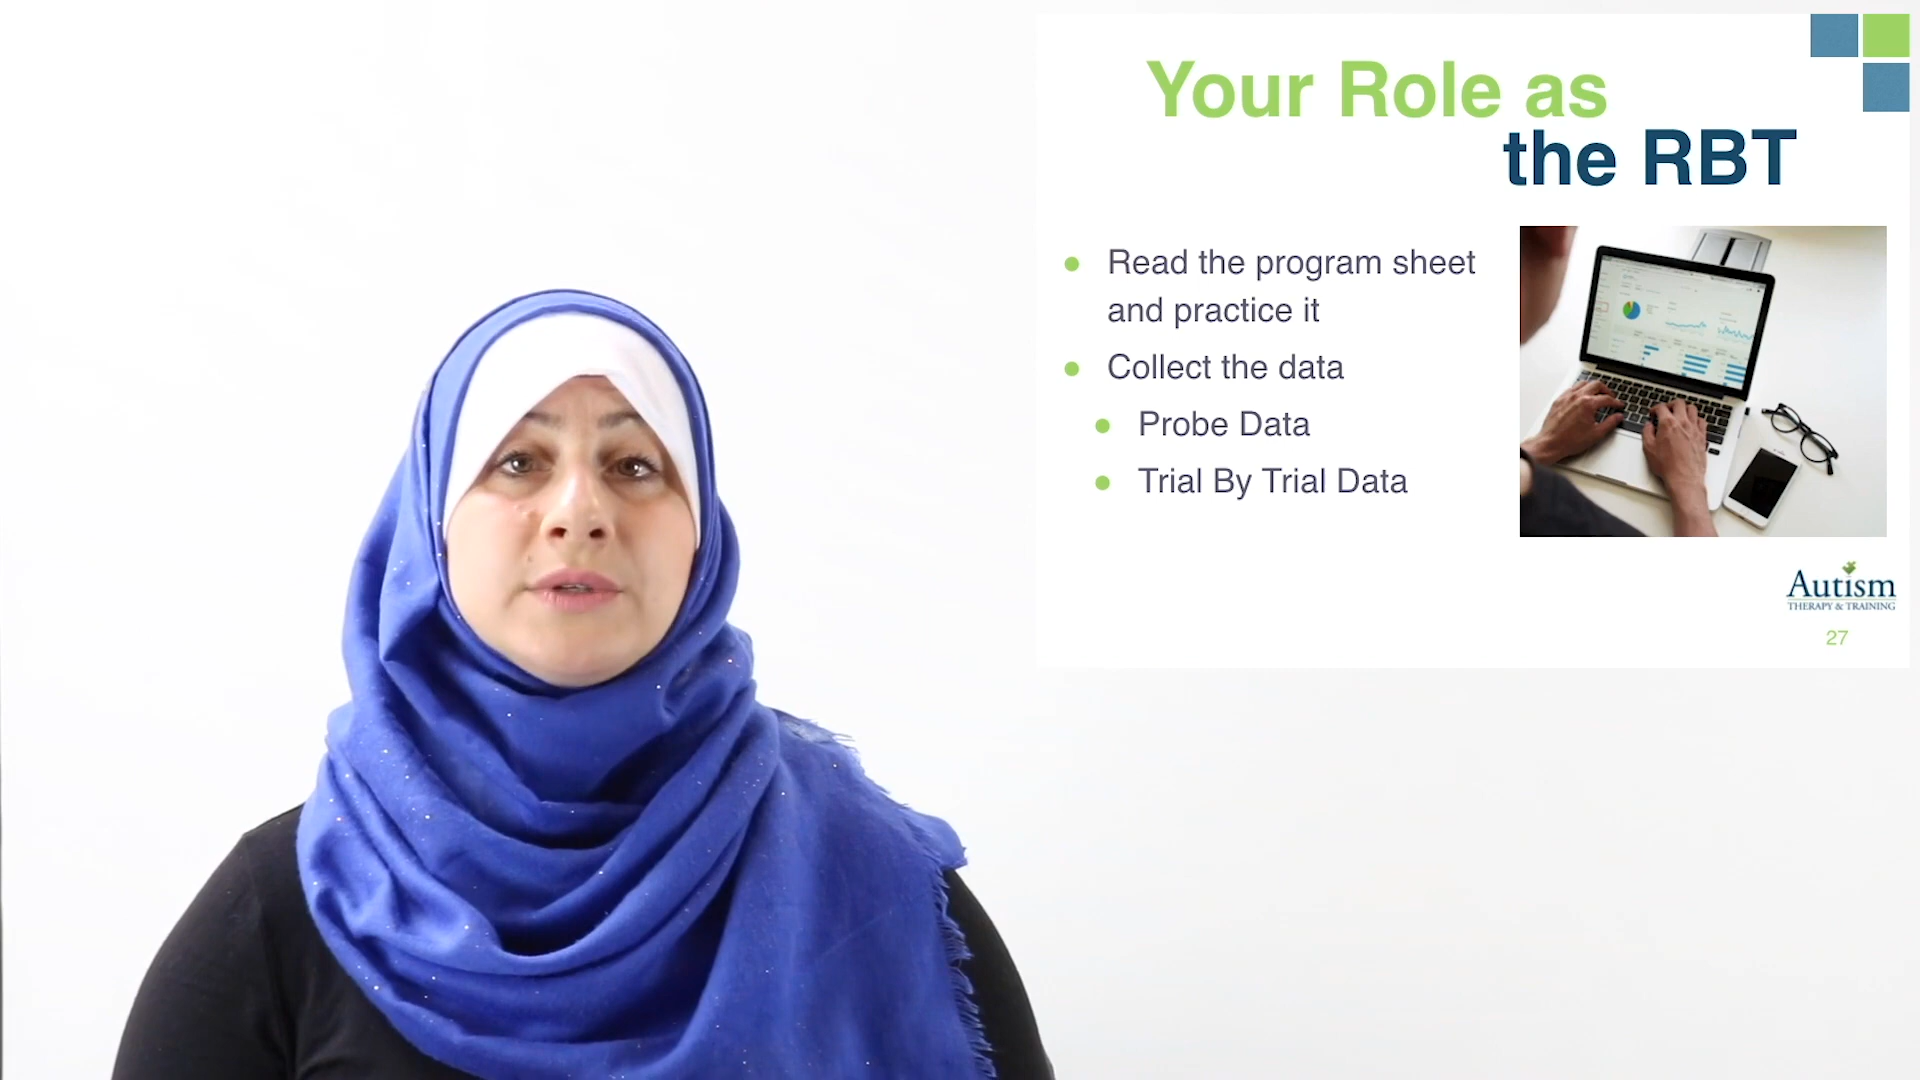 Your Role as
the RBT
Read the program sheet
and practice it
Collect the data
Probe Data
Trial By Trial Data
Autism
THERAPY & TRAINING
27